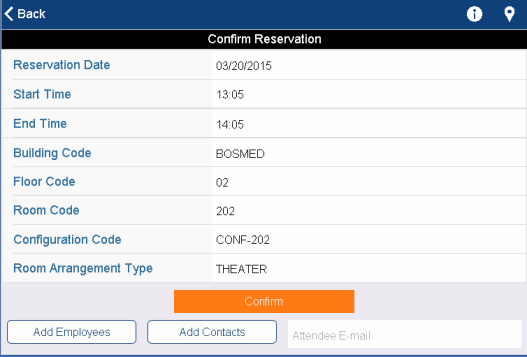 Back
Confirm Reservation
Reservation Date 03/20/2015
Start Time 13:05
End Time 14:05
Building Code BOSMED
Floor Code 02
Room Code 202
Configuration Code CONF-202
Room Arrangement Type THEATER
Confirm
Add Employees Add Contacts Attendee E-mail